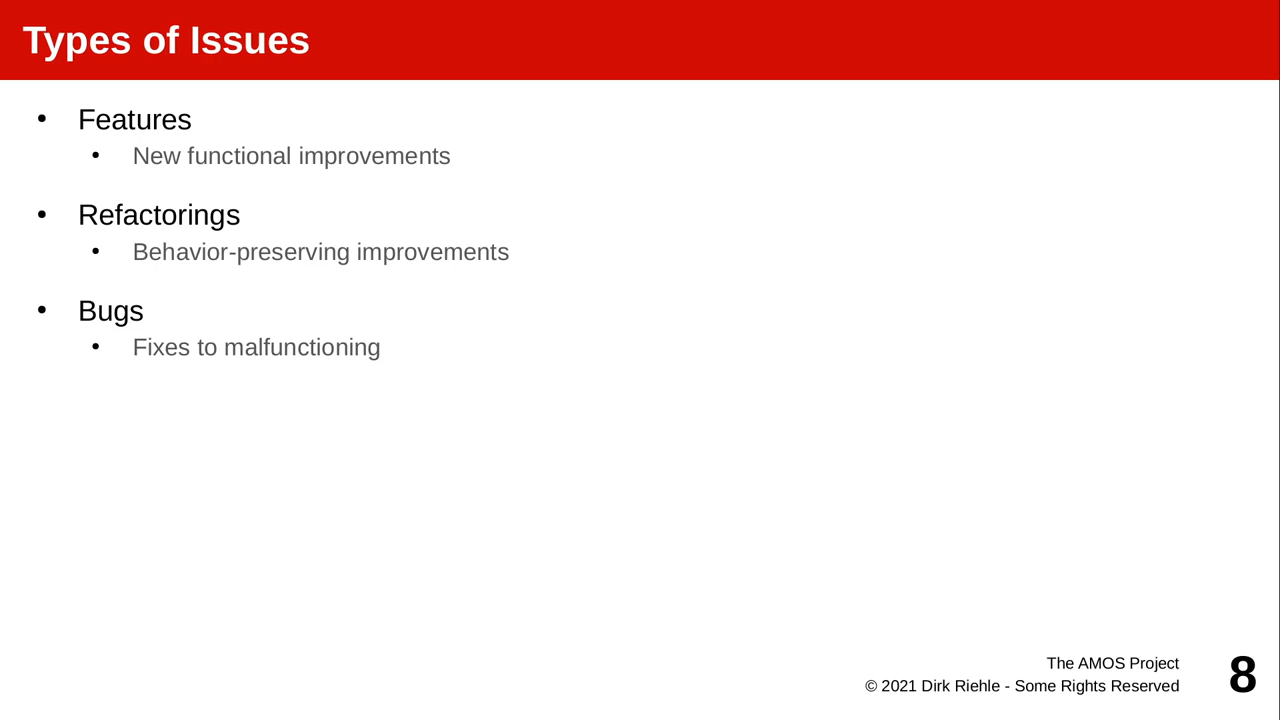 Types of Issues
• Features
• New functional improvements
• Refactorings
• Behavior-preserving improvements
• Bugs
• Fixes to malfunctioning
The AMOS Project
© 2021 Dirk Riehle - Some Rights Reserved
8